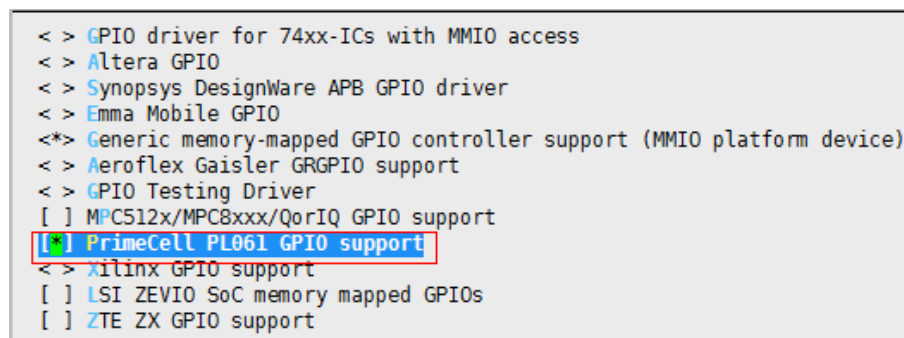 < > GPIO driver for 74xx-ICs with MMIO access
< > Altera GPIO
< > Synopsys DesignWare APB GPIO driver
< > Emma Mobile GPIO
<*> Generic memory-mapped GPIO controller support (MMIO platform device)
< > Aeroflex Gaisler GRGPIO support
< > GPIO Testing Driver
[ ] MPC512x/MPC8xxx/QorIQ GPIO support
[*] PrimeCell PL061 GPIO support
< > Xilinx GPIO support
[ ] LSI ZEVIO SoC memory mapped GPIOs
[ ] ZTE ZX GPIO support